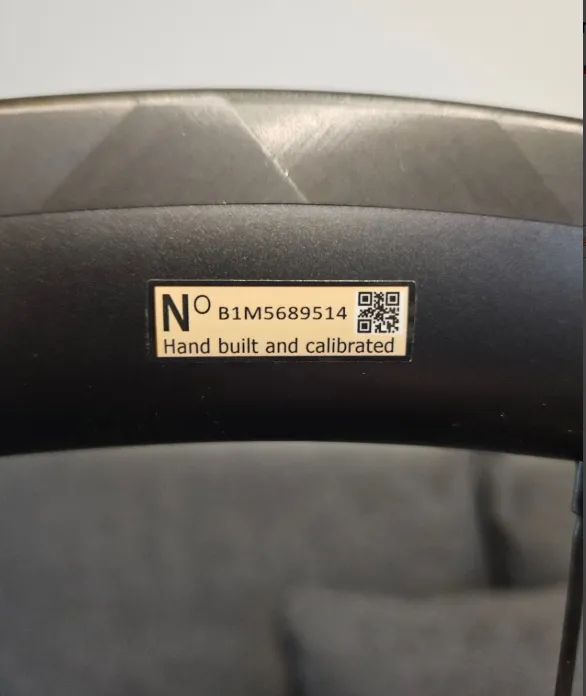 Nº B1M5689514
Hand built and calibrated